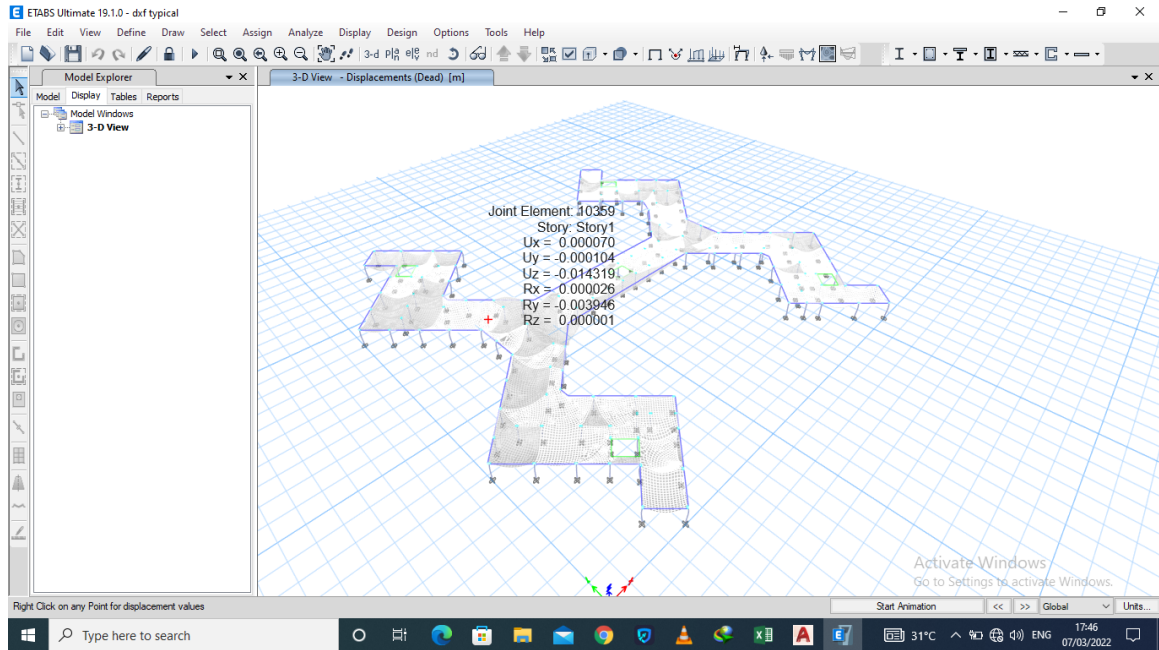 ETABS Ultimate 19.1.0 - dxf typical
File Edit View Define Draw Select Assign Analyze Display Design Options Tools Help
3-d
nd
Model Explorer
3-D View - Displacements (Dead) [m]
Model Display Tables Reports
Model Windows
3-D View
Joint Element: 10359
Story: Story1
Ux = 0.000070
Uy = -0.000104
Uz = -0.014319
Rx = 0.000026
Ry = -0.003946
Rz = 0.000001
Activate Windows
Go to Settings to activate Windows.
Right Click on any Point for displacement values
Start Animation << >> Global Units...
Type here to search
31°C ENG 17:46
07/03/2022